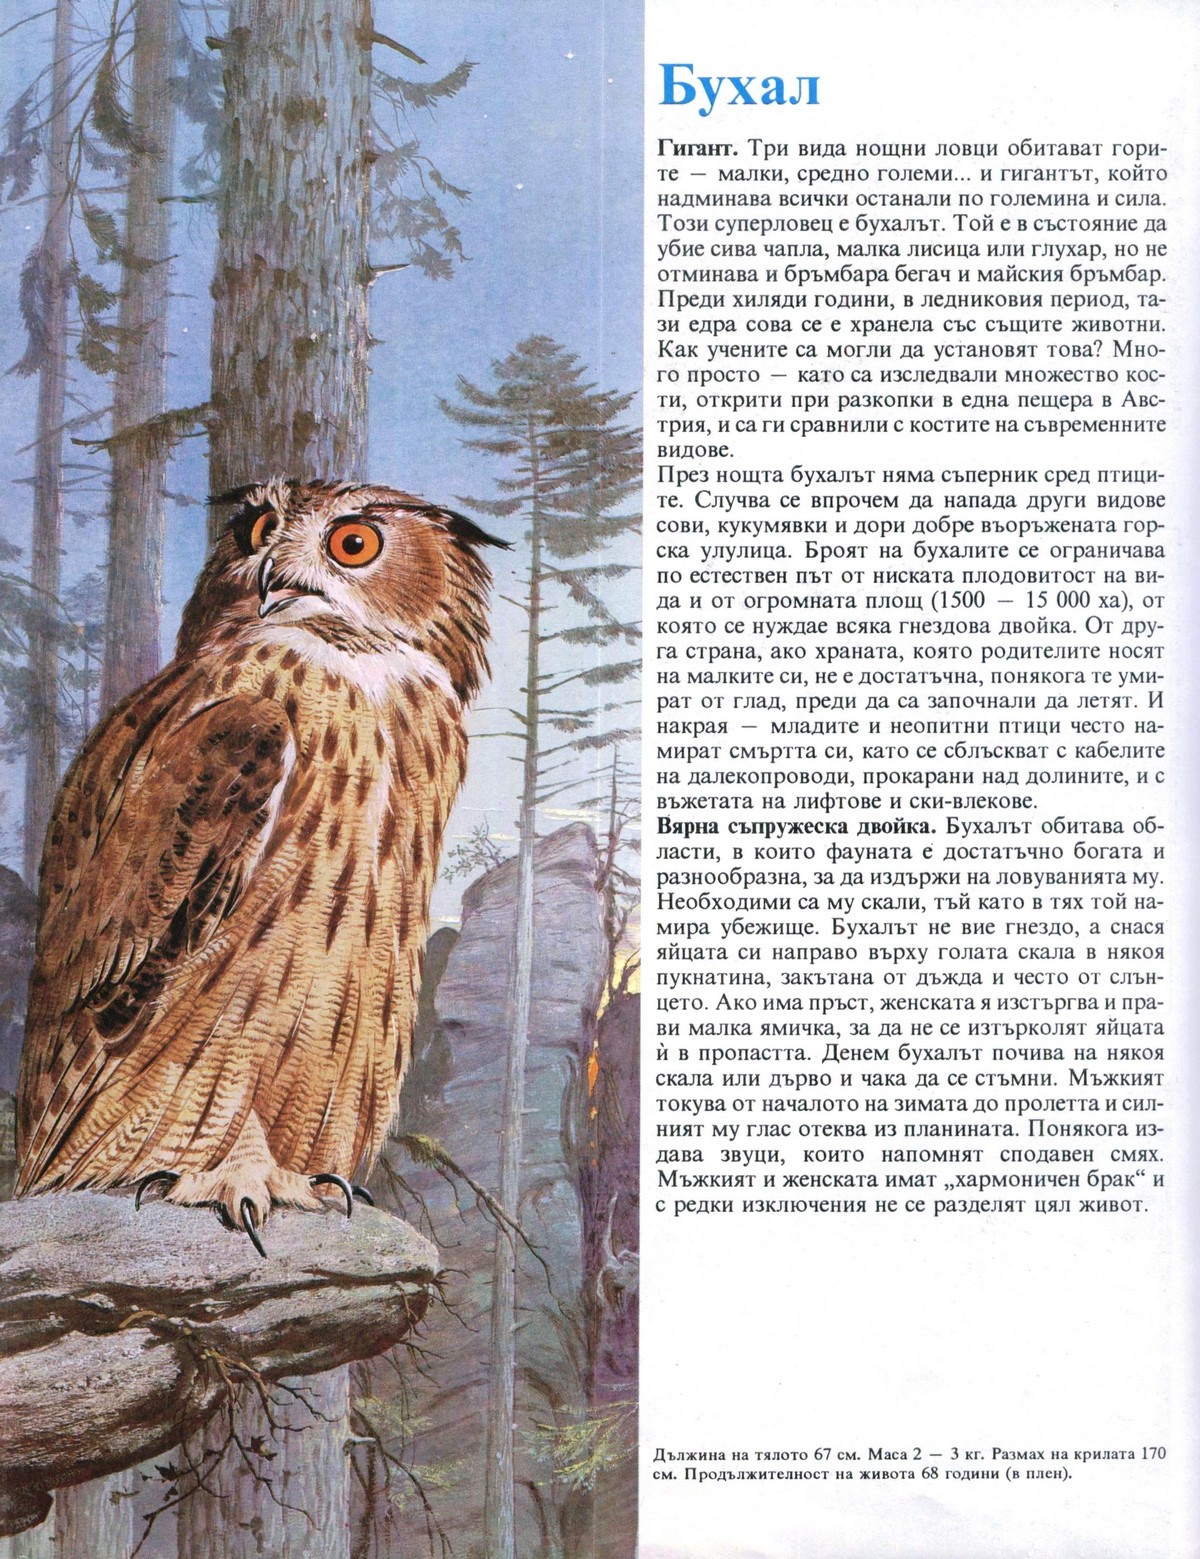 Бухал
Гигант. Три вида нощни ловци обитават гори-
те — малки, средно големи... и гигантът, който
надминава всички останали по големина и сила.
Този суперловец е бухалът. Той е в състояние да
убие сива чапла, малка лисица или глухар, но не
отминава и бръмбара бегач и майския бръмбар.
Преди хиляди години, в ледниковия период, та-
зи едра сова се е хранела със същите животни.
Как учените са могли да установят това? Мно-
го просто — като са изследвали множество кос-
ти, открити при разкопки в една пещера в Авс-
трия, и са ги сравнили с костите на съвременните
видове.
През нощта бухалът няма съперник сред птици-
те. Случва се впрочем да напада други видове
сови, кукумявки и дори добре въоръжената гор-
ска улулица. Броят на бухалите се ограничава
по естествен път от ниската плодовитост на ви-
да и от огромната площ (1500 — 15 000 ха), от
която се нуждае всяка гнездова двойка. От дру-
га страна, ако храната, която родителите носят
на малките си, не е достатъчна, понякога те уми-
рат от глад, преди да са започнали да летят. И
накрая — младите и неопитни птици често на-
мират смъртта си, като се сблъскват с кабелите
на далекопроводи, прокарани над долините, и с
въжетата на лифтове и ски-влекове.
Вярна съпружеска двойка. Бухалът обитава об-
ласти, в които фауната е достатъчно богата и
разнообразна, за да издържи на ловуванията му.
Необходими са му скали, тъй като в тях той на-
мира убежище. Бухалът не вие гнездо, а снася
яйцата си направо върху голата скала в някоя
пукнатина, закътана от дъжда и често от слън-
цето. Ако има пръст, женската я изстъргва и пра-
ви малка ямичка, за да не се изтърколят яйцата
ѝ в пропастта. Денем бухалът почива на някоя
скала или дърво и чака да се стъмни. Мъжкият
токува от началото на зимата до пролетта и сил-
ният му глас отеква из планината. Понякога из-
дава звуци, които напомнят сподавен смях.
Мъжкият и женската имат „хармоничен брак“ и
с редки изключения не се разделят цял живот.
Дължина на тялото 67 см. Маса 2 — 3 кг. Размах на крилата 170
см. Продължителност на живота 68 години (в плен).